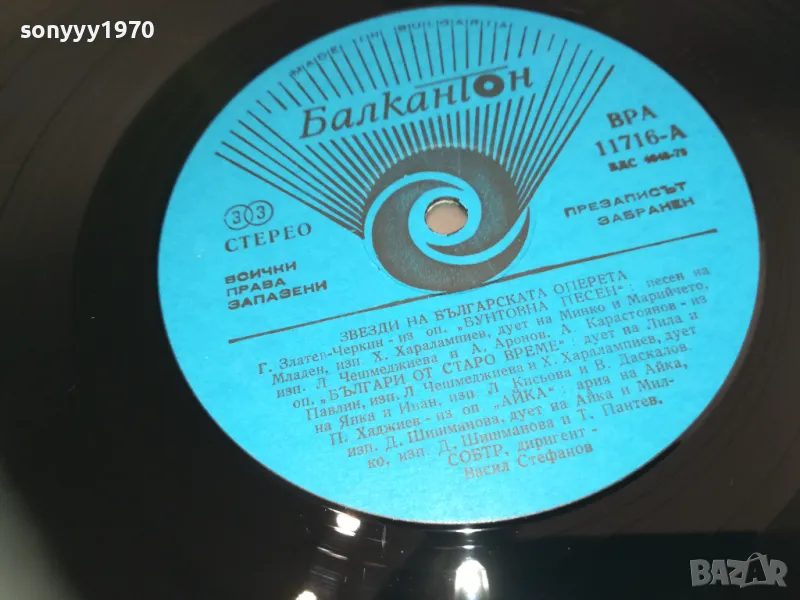 sonyyy1970
MADE IN BULGARIA
Балкантон
ВРА
11716-А
БДС 4048-79
33
СТЕРЕО
ВСИЧКИ
ПРАВА
ЗАПАЗЕНИ
ПРЕЗАПИСЪТ
ЗАБРАНЕН
ЗВЕЗДИ НА БЪЛГАРСКАТА ОПЕРЕТА
Г. Златев-Черкин - из оп. „БУНТОВНА ПЕСЕН“: песен на
Младен, изп. Х. Харалампиев, дует на Минко и Марийчето,
изп. Л. Чешмеджиева и А. Аронов. А. Карастоянов - из
оп. „БЪЛГАРИ ОТ СТАРО ВРЕМЕ“: дует на Лила и
Павлин, изп. Л. Чешмеджиева и Х. Харалампиев, дует
на Янка и Иван, изп. Л. Кисьова и В. Даскалов.
П. Хаджиев - из оп. „АЙКА“: ария на Айка,
изп. Д. Шишманова, дует на Айка и Мил-
ко, изп. Д. Шишманова и Т. Пантев.
СОБТР, диригент -
Васил Стефанов
BAZAR